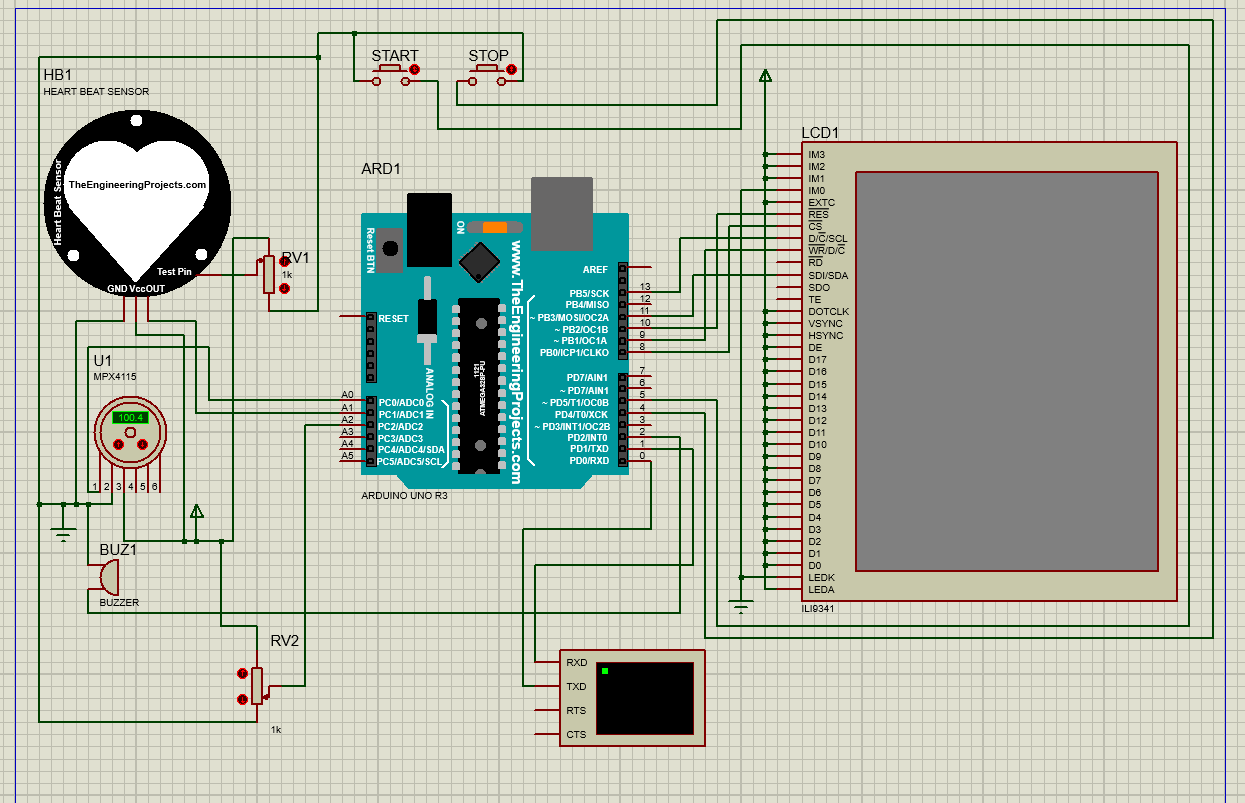 START
STOP
HB1
HEART BEAT SENSOR
Heart Beat Sensor
TheEngineeringProjects.com
Test Pin
GND VccOUT
RV1
1k
U1
MPX4115
100.4
1 2 3 4 5 6
BUZ1
BUZZER
RV2
1k
ARD1
Reset BTN
ON
www.TheEngineeringProjects.com
1121
ATMEGA328P-PU
ANALOG IN
RESET
A0 PC0/ADC0
A1 PC1/ADC1
A2 PC2/ADC2
A3 PC3/ADC3
A4 PC4/ADC4/SDA
A5 PC5/ADC5/SCL
AREF
PB5/SCK 13
PB4/MISO 12
~ PB3/MOSI/OC2A 11
~ PB2/OC1B 10
~ PB1/OC1A 9
PB0/ICP1/CLKO 8
PD7/AIN1 7
~ PD7/AIN1 6
~ PD5/T1/OC0B 5
PD4/T0/XCK 4
~ PD3/INT1/OC2B 3
PD2/INT0 2
PD1/TXD 1
PD0/RXD 0
ARDUINO UNO R3
LCD1
IM3
IM2
IM1
IM0
EXTC
RES
CS
D/C/SCL
WR/D/C
RD
SDI/SDA
SDO
TE
DOTCLK
VSYNC
HSYNC
DE
D17
D16
D15
D14
D13
D12
D11
D10
D9
D8
D7
D6
D5
D4
D3
D2
D1
D0
LEDK
LEDA
ILI9341
RXD
TXD
RTS
CTS